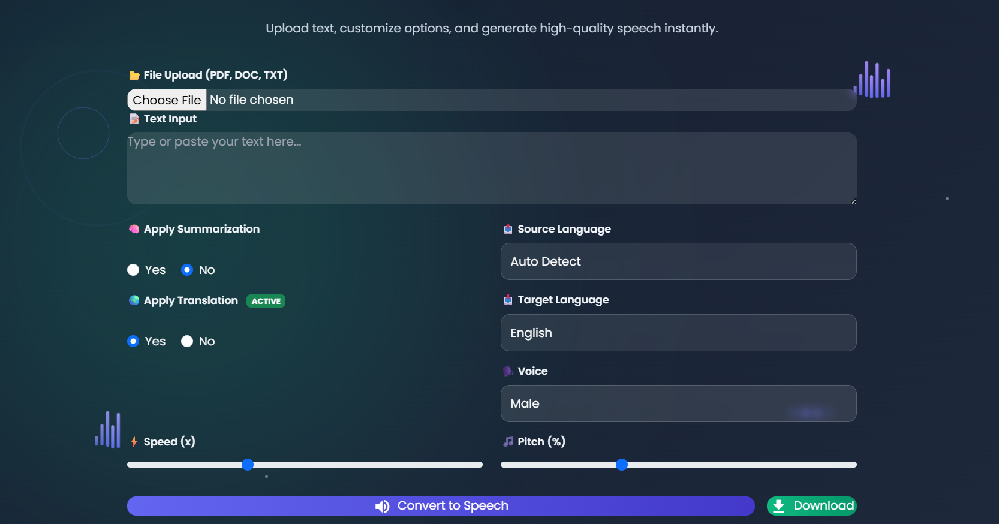 Upload text, customize options, and generate high-quality speech instantly.
File Upload (PDF, DOC, TXT)
Choose File No file chosen
Text Input
Type or paste your text here...
Apply Summarization
Yes No
Apply Translation ACTIVE
Yes No
Source Language
Auto Detect
Target Language
English
Voice
Male
Speed (x)
Pitch (%)
Convert to Speech
Download